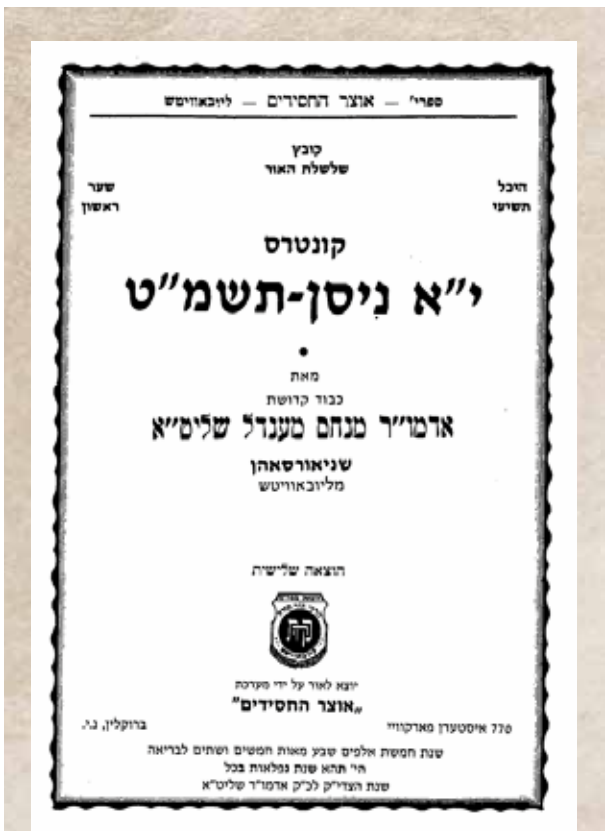 ספרי׳ — אוצר החסידים — ליובאוויטש
קובץ
שלשלת האור
היכל
תשיעי
שער
ראשון
קונטרס
י״א ניסן-תשמ״ט
מאת
כבוד קדושת
אדמו״ר מנחם מענדל שליט״א
שניאורסאהן
מליובאוויטש
הוצאה שלישית
קה״ת
יוצא לאור על ידי מערכת
„אוצר החסידים"
770 איסטערן פארקוויי
ברוקלין, נ.י.
שנת חמשת אלפים שבע מאות חמשים ושתים לבריאה
הי׳ תהא שנת נפלאות בכל
שנת הצדי״ק לכ״ק אדמו״ר שליט״א